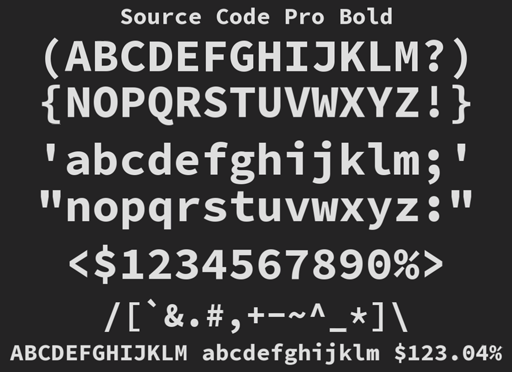 Source Code Pro Bold
(ABCDEFGHIJKLM?)
{NOPQRSTUVWXYZ!}
'abcdefghijklm;'
"nopqrstuvwxyz:"
<$1234567890%>
/[`&.#,+−~^_*]\
ABCDEFGHIJKLM abcdefghijklm $123.04%